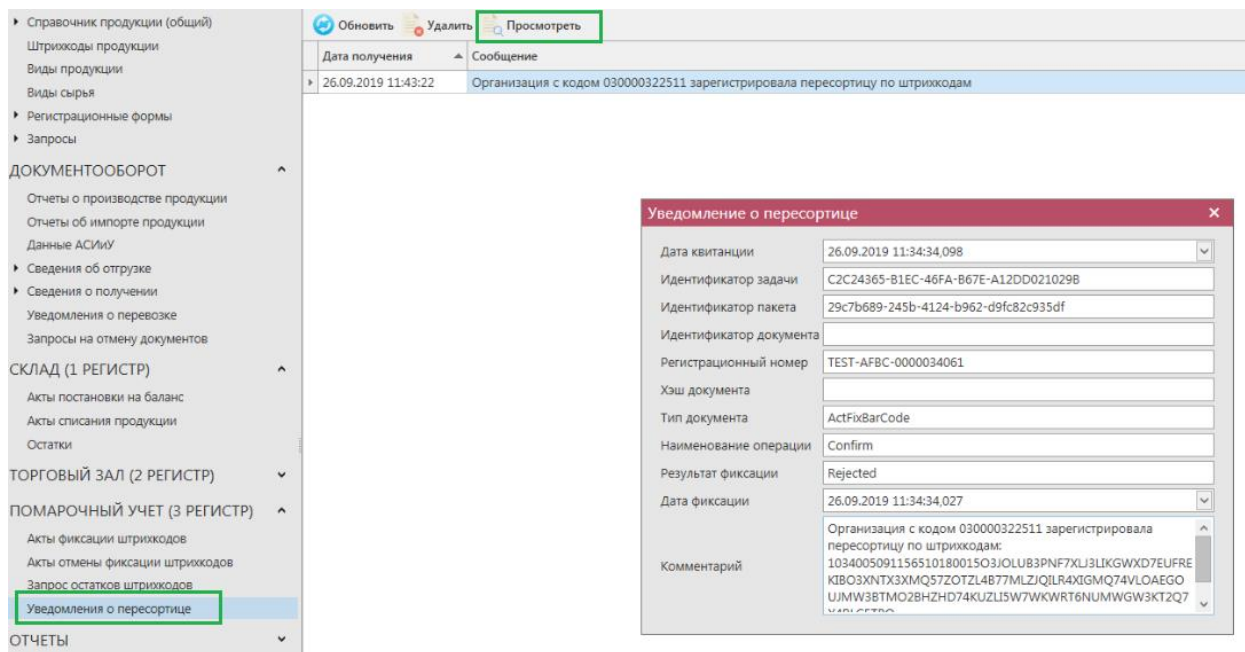 Справочник продукции (общий)
Штрихкоды продукции
Виды продукции
Виды сырья
Регистрационные формы
Запросы
ДОКУМЕНТООБОРОТ
Отчеты о производстве продукции
Отчеты об импорте продукции
Данные АСИиУ
Сведения об отгрузке
Сведения о получении
Уведомления о перевозке
Запросы на отмену документов
СКЛАД (1 РЕГИСТР)
Акты постановки на баланс
Акты списания продукции
Остатки
ТОРГОВЫЙ ЗАЛ (2 РЕГИСТР)
ПОМАРОЧНЫЙ УЧЕТ (3 РЕГИСТР)
Акты фиксации штрихкодов
Акты отмены фиксации штрихкодов
Запрос остатков штрихкодов
Уведомления о пересортице
ОТЧЕТЫ
Обновить Удалить Просмотреть
Дата получения Сообщение
26.09.2019 11:43:22 Организация с кодом 030000322511 зарегистрировала пересортицу по штрихкодам
Уведомление о пересортице
Дата квитанции 26.09.2019 11:34:34,098
Идентификатор задачи C2C24365-B1EC-46FA-B67E-A12DD021029B
Идентификатор пакета 29c7b689-245b-4124-b962-d9fc82c935df
Идентификатор документа
Регистрационный номер TEST-AFBC-0000034061
Хэш документа
Тип документа ActFixBarCode
Наименование операции Confirm
Результат фиксации Rejected
Дата фиксации 26.09.2019 11:34:34,027
Комментарий
Организация с кодом 030000322511 зарегистрировала
пересортицу по штрихкодам:
1034005091156510180015O3JOLUB3PNF7XLJ3LIKGWXD7EUFRE
KIBO3XNTX3XMQ57ZOTZL4B77MLZJQILR4XIGMQ74VLOAEGO
UJMW3BTMO2BHZHD74KUZLI5W7WKWRT6NUMWGW3KT2Q7